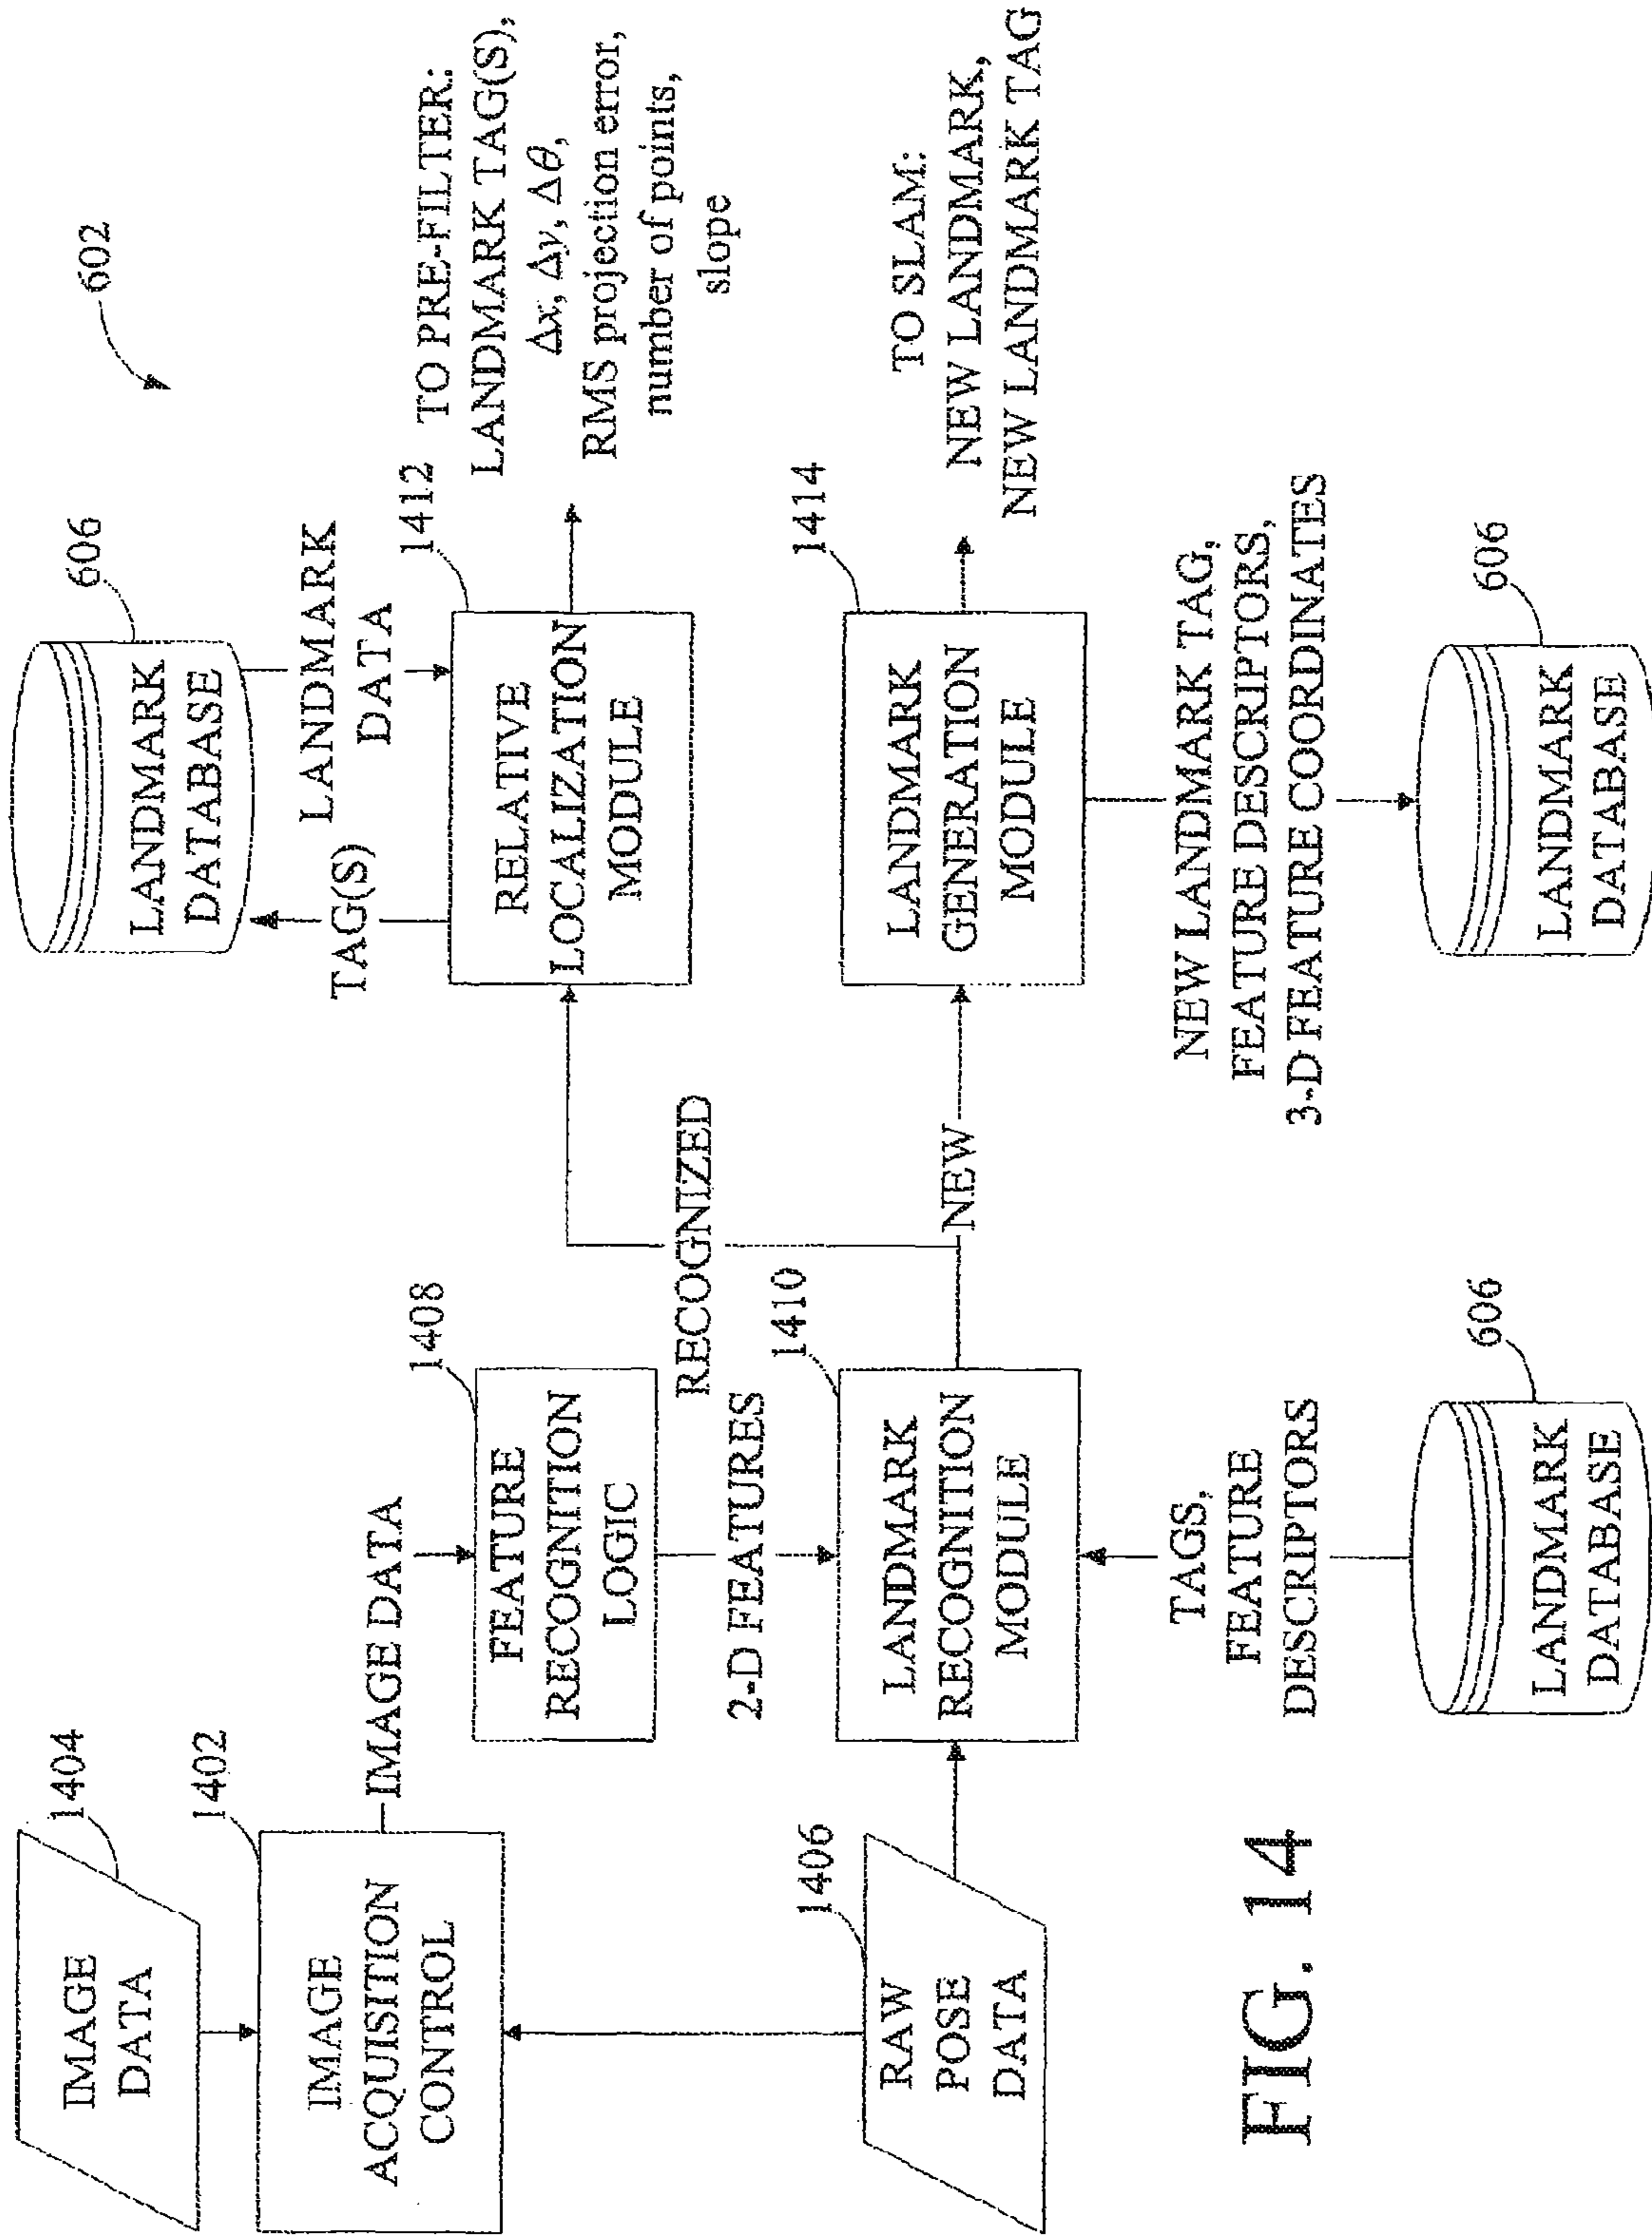 602
IMAGE
DATA
1404
IMAGE
ACQUISITION
CONTROL
1402
IMAGE DATA
RAW
POSE
DATA
1406
FEATURE
RECOGNITION
LOGIC
1408
2-D FEATURES
LANDMARK
RECOGNITION
MODULE
1410
TAGS,
FEATURE
DESCRIPTORS
LANDMARK
DATABASE
606
RECOGNIZED
NEW
LANDMARK
DATABASE
606
TAG(S)
LANDMARK
DATA
RELATIVE
LOCALIZATION
MODULE
1412
TO PRE-FILTER:
LANDMARK TAG(S),
Δx, Δy, Δθ,
RMS projection error,
number of points,
slope
LANDMARK
GENERATION
MODULE
1414
TO SLAM:
NEW LANDMARK,
NEW LANDMARK TAG
NEW LANDMARK TAG,
FEATURE DESCRIPTORS,
3-D FEATURE COORDINATES
LANDMARK
DATABASE
606
FIG. 14